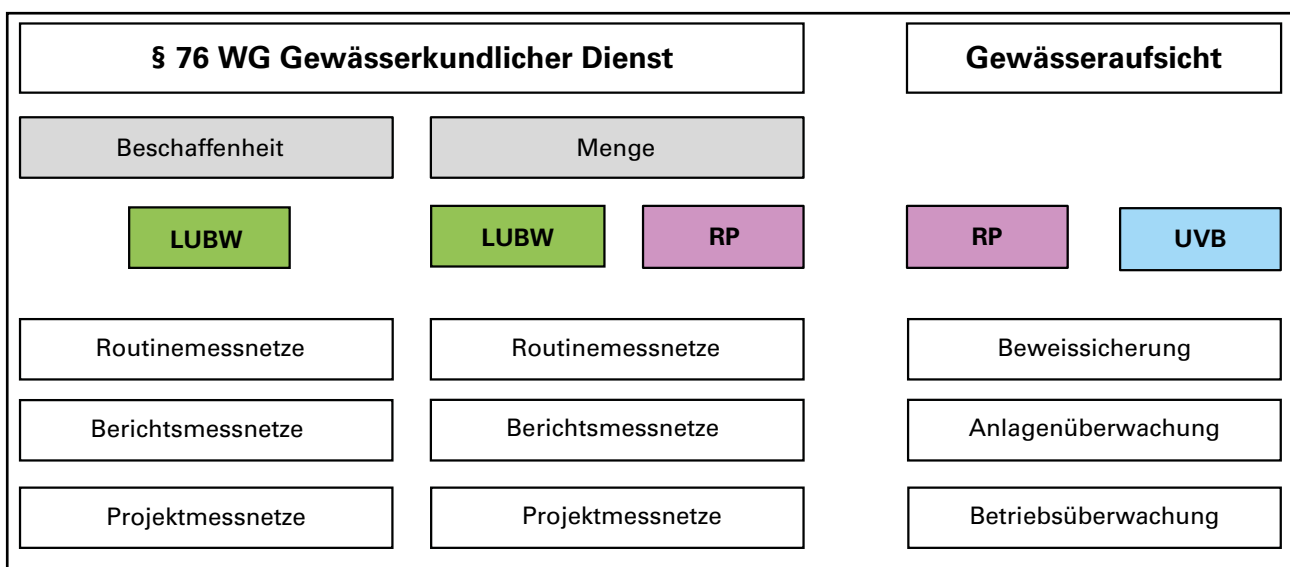 § 76 WG Gewässerkundlicher Dienst
Gewässeraufsicht
Beschaffenheit
Menge
LUBW
LUBW
RP
RP
UVB
Routinemessnetze
Routinemessnetze
Beweissicherung
Berichtsmessnetze
Berichtsmessnetze
Anlagenüberwachung
Projektmessnetze
Projektmessnetze
Betriebsüberwachung